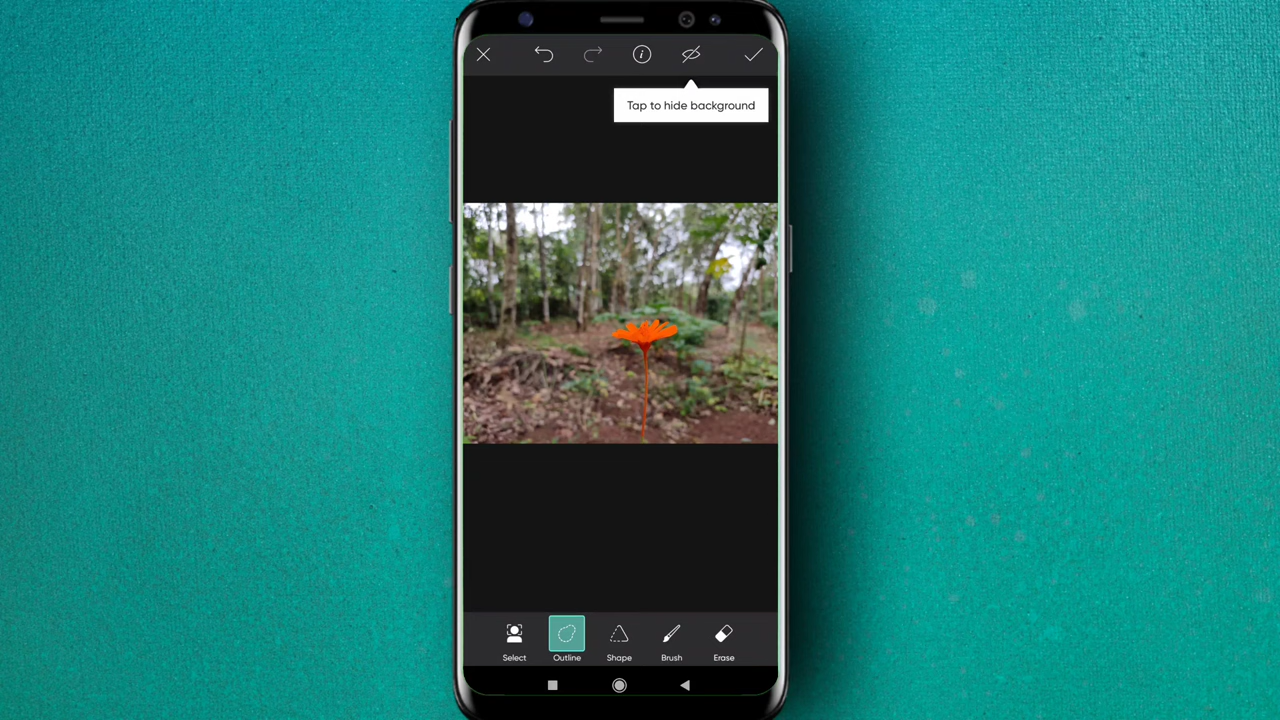 Tap to hide background
Select
Outline
Shape
Brush
Erase